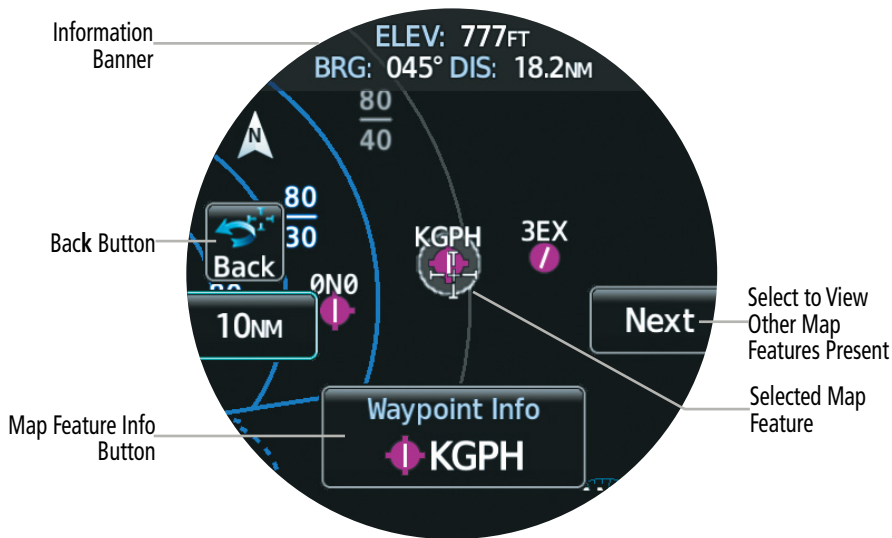 Information
Banner
ELEV: 777FT
BRG: 045° DIS: 18.2NM
80
40
N
80
30
Back Button
Back
KGPH
3EX
0N0
10NM
Next
Select to View
Other Map
Features Present
Selected Map
Feature
Map Feature Info
Button
Waypoint Info
KGPH